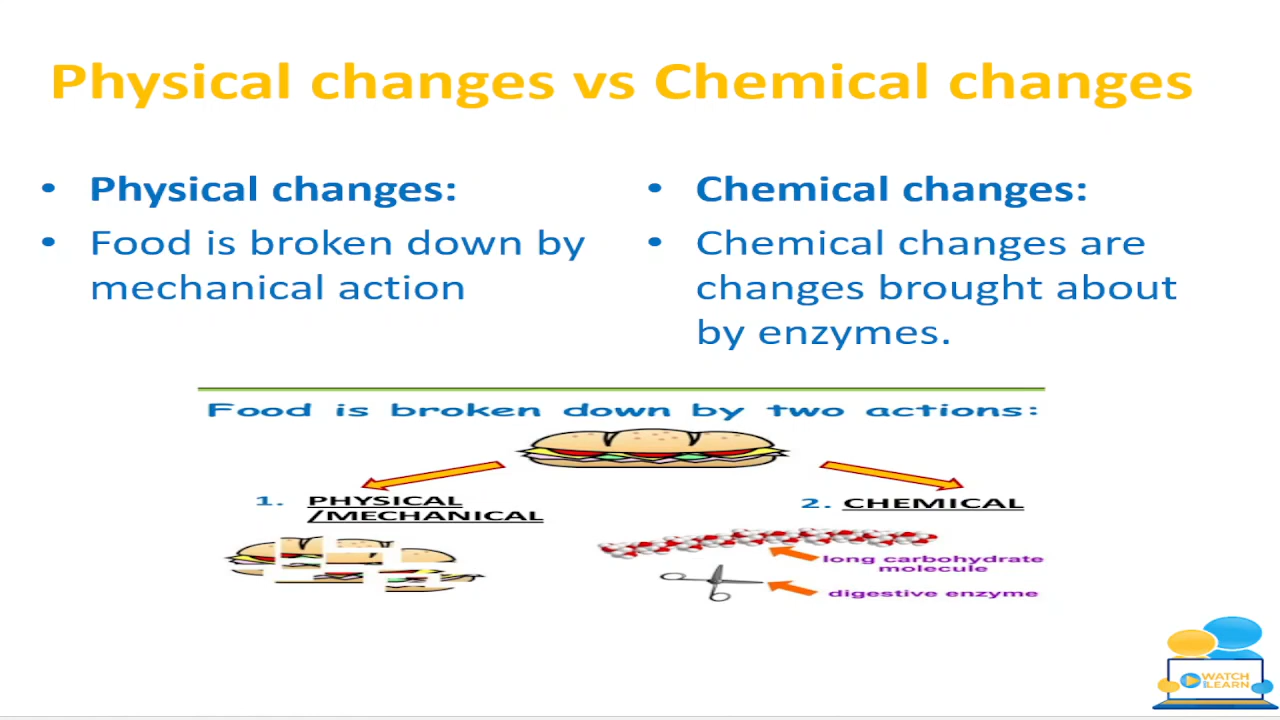 Physical changes vs Chemical changes
• Physical changes:
• Food is broken down by
mechanical action
• Chemical changes:
• Chemical changes are
changes brought about
by enzymes.
Food is broken down by two actions:
1. PHYSICAL
/MECHANICAL
2. CHEMICAL
long carbohydrate
molecule
digestive enzyme
WATCH
AND LEARN